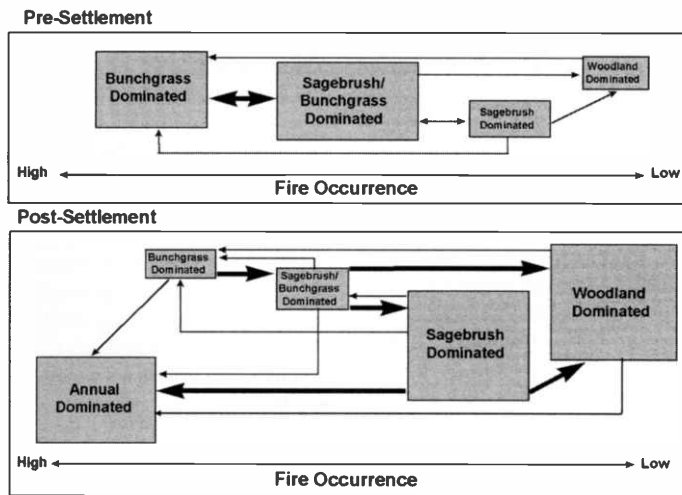 Pre-Settlement
Bunchgrass
Dominated
Sagebrush/
Bunchgrass
Dominated
Woodland
Dominated
Sagebrush
Dominated
High
Low
Fire Occurrence
Post-Settlement
Bunchgrass
Dominated
Sagebrush/
Bunchgrass
Dominated
Woodland
Dominated
Sagebrush
Dominated
Annual
Dominated
High
Low
Fire Occurrence